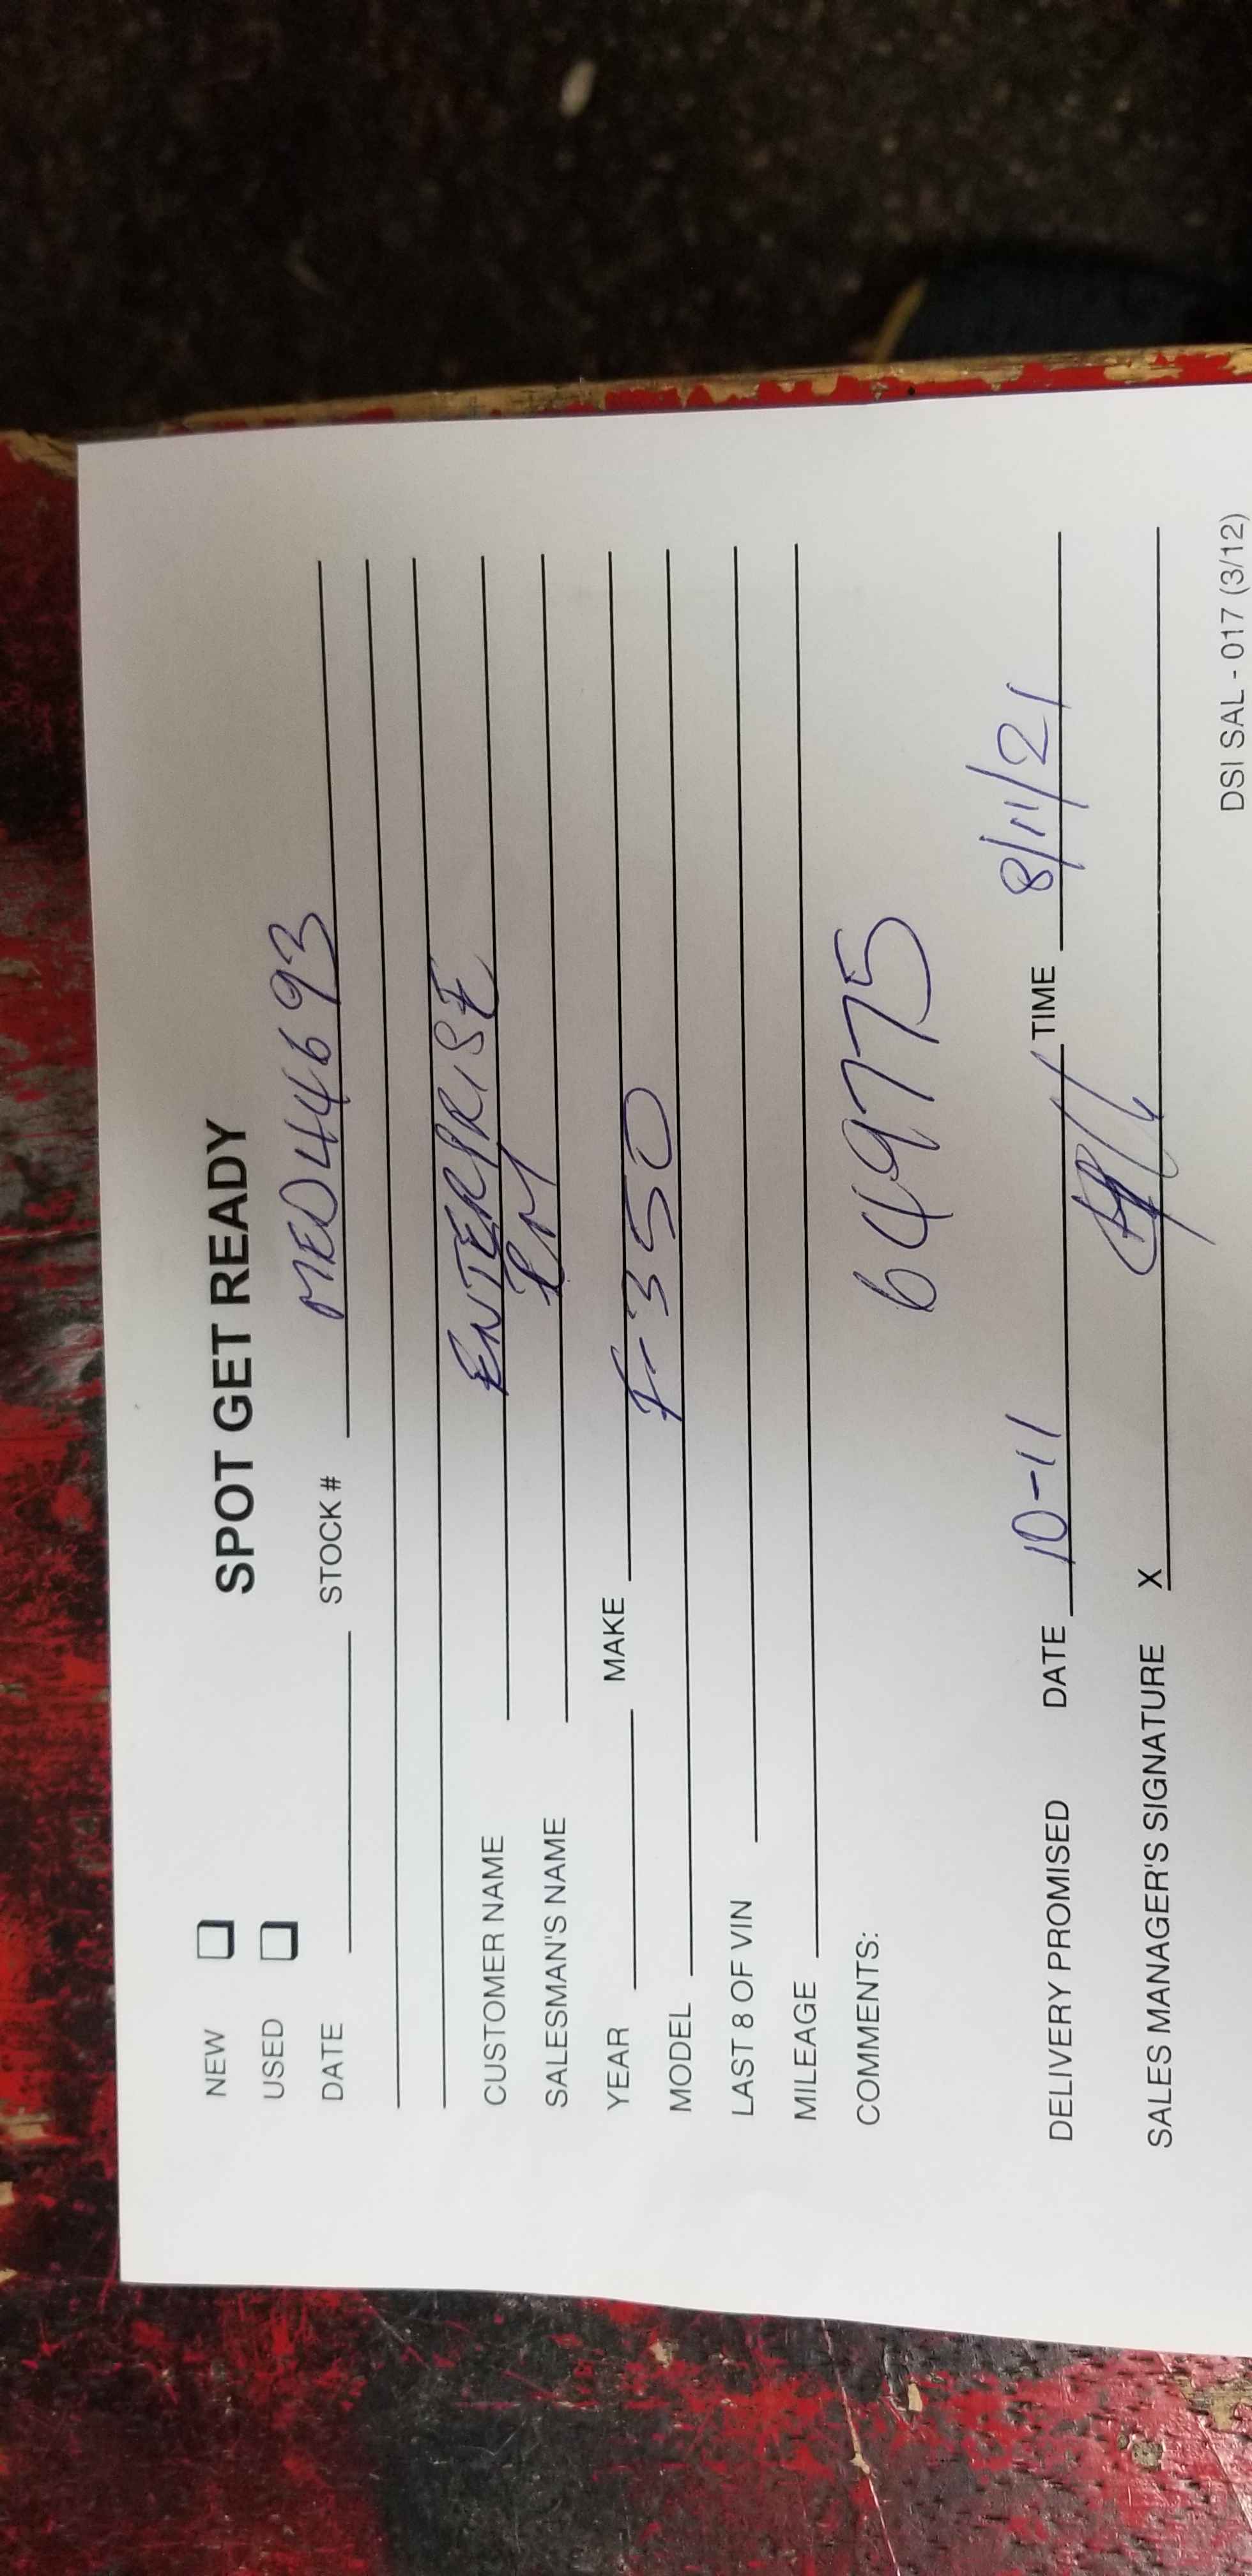 SPOT GET READY
NEW
USED
DATE STOCK # MED44693
CUSTOMER NAME ENTERPRISE
SALESMAN'S NAME
YEAR MAKE F-350
MODEL
LAST 8 OF VIN
MILEAGE
COMMENTS: 64975
DELIVERY PROMISED DATE 10-11 TIME 8/11/21
SALES MANAGER'S SIGNATURE X
DSI SAL - 017 (3/12)